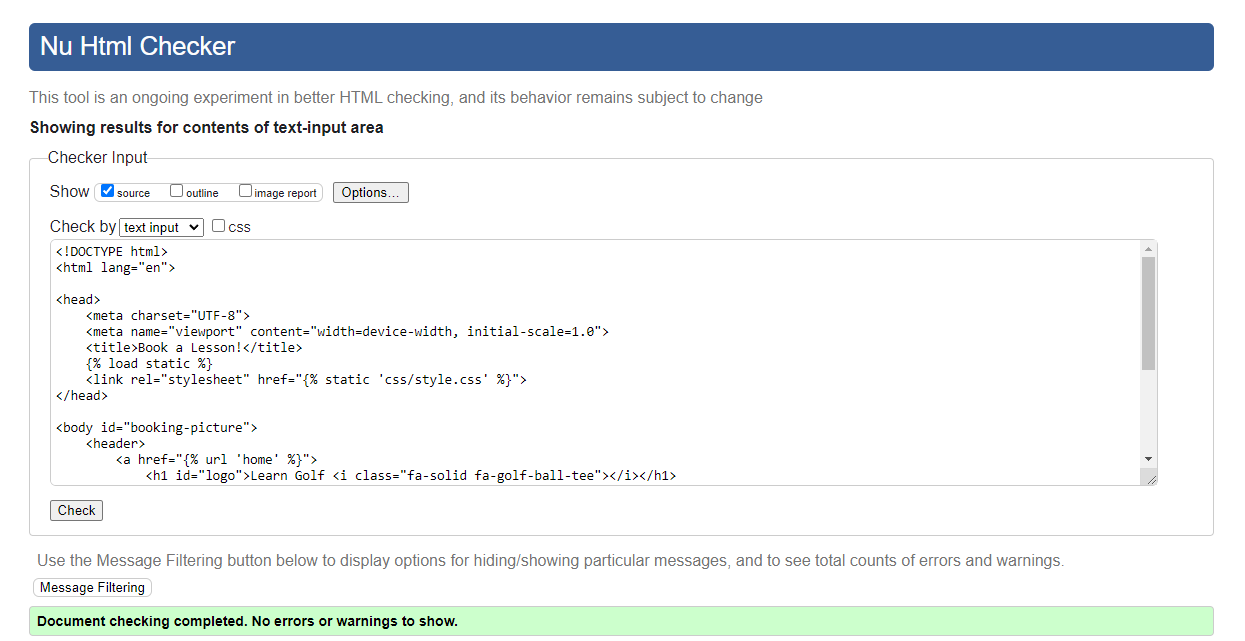 Nu Html Checker
This tool is an ongoing experiment in better HTML checking, and its behavior remains subject to change
Showing results for contents of text-input area
Checker Input
Show source outline image report Options...
Check by text input css
<!DOCTYPE html>
<html lang="en">
<head>
    <meta charset="UTF-8">
    <meta name="viewport" content="width=device-width, initial-scale=1.0">
    <title>Book a Lesson!</title>
    {% load static %}
    <link rel="stylesheet" href="{% static 'css/style.css' %}">
</head>
<body id="booking-picture">
    <header>
        <a href="{% url 'home' %}">
            <h1 id="logo">Learn Golf <i class="fa-solid fa-golf-ball-tee"></i></h1>
Check
Use the Message Filtering button below to display options for hiding/showing particular messages, and to see total counts of errors and warnings.
Message Filtering
Document checking completed. No errors or warnings to show.